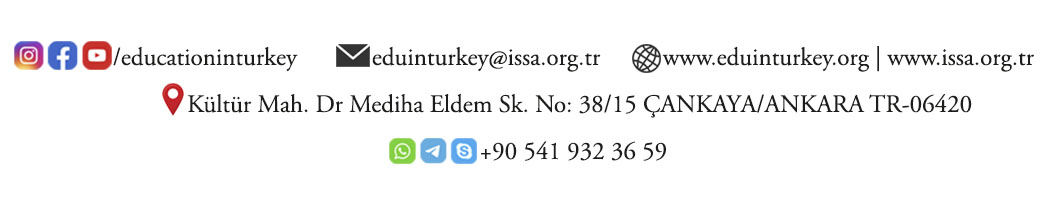 /educationinturkey eduinturkey@issa.org.tr www.eduinturkey.org | www.issa.org.tr
Kültür Mah. Dr Mediha Eldem Sk. No: 38/15 ÇANKAYA/ANKARA TR-06420
+90 541 932 36 59